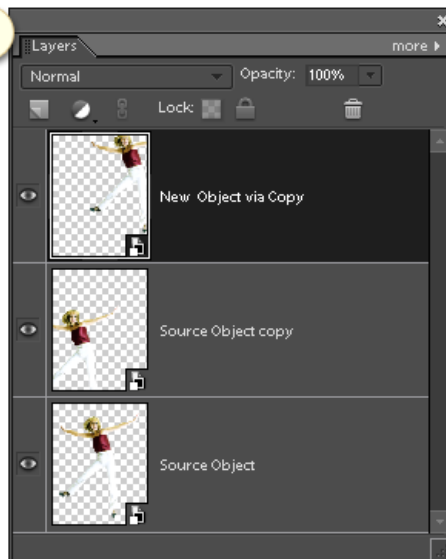 Layers more
Normal Opacity: 100%
Lock:
New Object via Copy
Source Object copy
Source Object